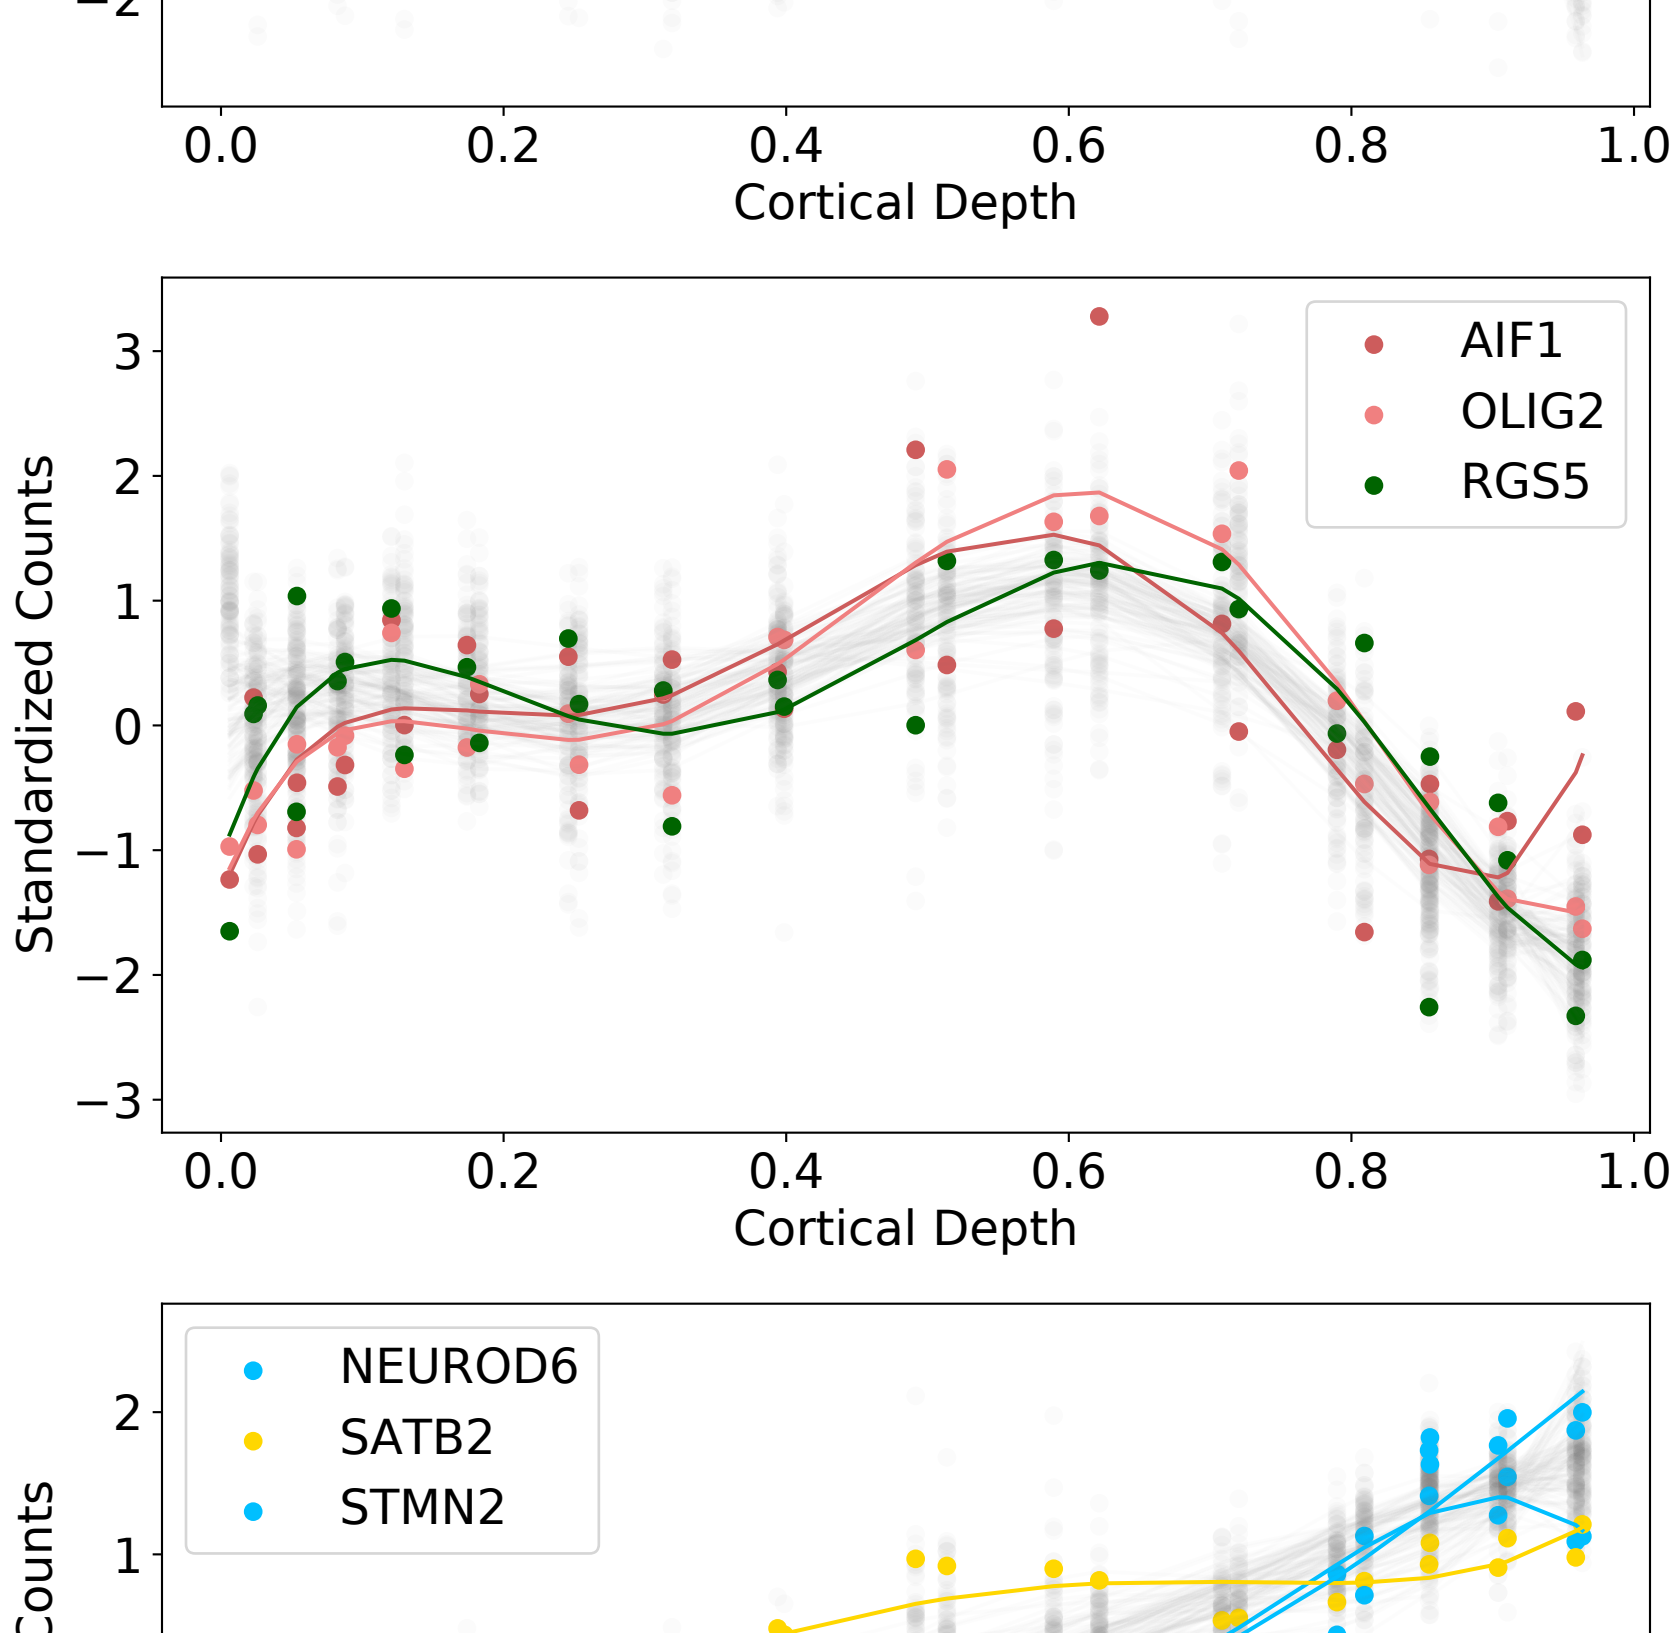 −2
0.0 0.2 0.4 0.6 0.8 1.0
Cortical Depth
AIF1
OLIG2
RGS5
Standardized Counts
3
2
1
0
−1
−2
−3
0.0 0.2 0.4 0.6 0.8 1.0
Cortical Depth
NEUROD6
SATB2
STMN2
Counts
2
1